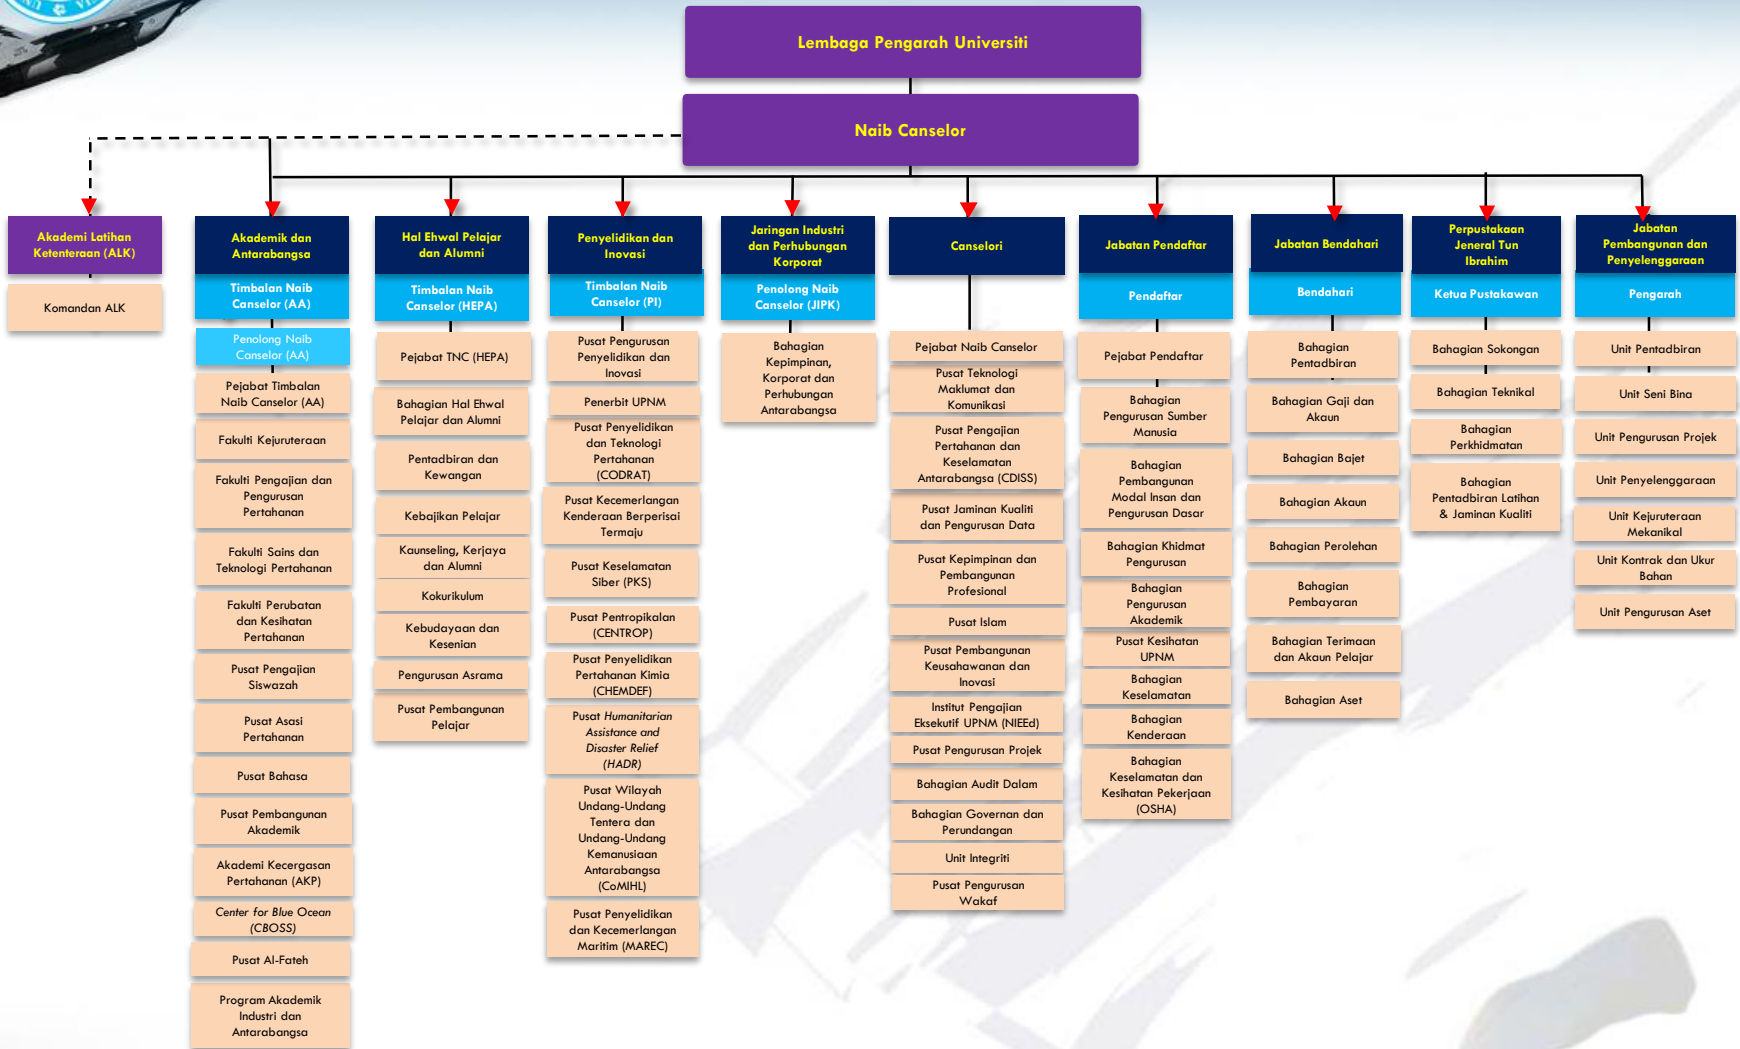 Lembaga Pengarah Universiti
Naib Canselor
Akademi Latihan
Ketenteraan (ALK)
Komandan ALK
Akademik dan
Antarabangsa
Timbalan Naib
Canselor (AA)
Penolong Naib
Canselor (AA)
Pejabat Timbalan
Naib Canselor (AA)
Fakulti Kejuruteraan
Fakulti Pengajian dan
Pengurusan
Pertahanan
Fakulti Sains dan
Teknologi Pertahanan
Fakulti Perubatan
dan Kesihatan
Pertahanan
Pusat Pengajian
Siswazah
Pusat Asasi
Pertahanan
Pusat Bahasa
Pusat Pembangunan
Akademik
Akademi Kecergasan
Pertahanan (AKP)
Center for Blue Ocean
(CBOSS)
Pusat Al-Fateh
Program Akademik
Industri dan
Antarabangsa
Hal Ehwal Pelajar
dan Alumni
Timbalan Naib
Canselor (HEPA)
Pejabat TNC (HEPA)
Bahagian Hal Ehwal
Pelajar dan Alumni
Pentadbiran dan
Kewangan
Kebajikan Pelajar
Kaunseling, Kerjaya
dan Alumni
Kokurikulum
Kebudayaan dan
Kesenian
Pengurusan Asrama
Pusat Pembangunan
Pelajar
Penyelidikan dan
Inovasi
Timbalan Naib
Canselor (PI)
Pusat Pengurusan
Penyelidikan dan
Inovasi
Penerbit UPNM
Pusat Penyelidikan
dan Teknologi
Pertahanan
(CODRAT)
Pusat Kecemerlangan
Kenderaan Berperisai
Termaju
Pusat Keselamatan
Siber (PKS)
Pusat Pentropikalan
(CENTROP)
Pusat Penyelidikan
Pertahanan Kimia
(CHEMDEF)
Pusat Humanitarian
Assistance and
Disaster Relief
(HADR)
Pusat Wilayah
Undang-Undang
Tentera dan
Undang-Undang
Kemanusiaan
Antarabangsa
(CoMIHL)
Pusat Penyelidikan
dan Kecemerlangan
Maritim (MAREC)
Jaringan Industri
dan Perhubungan
Korporat
Penolong Naib
Canselor (JIPK)
Bahagian
Kepimpinan,
Korporat dan
Perhubungan
Antarabangsa
Canselori
Pejabat Naib Canselor
Pusat Teknologi
Maklumat dan
Komunikasi
Pusat Pengajian
Pertahanan dan
Keselamatan
Antarabangsa (CDISS)
Pusat Jaminan Kualiti
dan Pengurusan Data
Pusat Kepimpinan dan
Pembangunan
Profesional
Pusat Islam
Pusat Pembangunan
Keusahawanan dan
Inovasi
Institut Pengajian
Eksekutif UPNM (NIEEd)
Pusat Pengurusan Projek
Bahagian Audit Dalam
Bahagian Governan dan
Perundangan
Unit Integriti
Pusat Pengurusan
Wakaf
Jabatan Pendaftar
Pendaftar
Pejabat Pendaftar
Bahagian
Pengurusan Sumber
Manusia
Bahagian
Pembangunan
Modal Insan dan
Pengurusan Dasar
Bahagian Khidmat
Pengurusan
Bahagian
Pengurusan
Akademik
Pusat Kesihatan
UPNM
Bahagian
Keselamatan
Bahagian
Kenderaan
Bahagian
Keselamatan dan
Kesihatan Pekerjaan
(OSHA)
Jabatan Bendahari
Bendahari
Bahagian
Pentadbiran
Bahagian Gaji dan
Akaun
Bahagian Bajet
Bahagian Akaun
Bahagian Perolehan
Bahagian
Pembayaran
Bahagian Terimaan
dan Akaun Pelajar
Bahagian Aset
Perpustakaan
Jeneral Tun
Ibrahim
Ketua Pustakawan
Bahagian Sokongan
Bahagian Teknikal
Bahagian
Perkhidmatan
Bahagian
Pentadbiran Latihan
& Jaminan Kualiti
Jabatan
Pembangunan dan
Penyelenggaraan
Pengarah
Unit Pentadbiran
Unit Seni Bina
Unit Pengurusan Projek
Unit Penyelenggaraan
Unit Kejuruteraan
Mekanikal
Unit Kontrak dan Ukur
Bahan
Unit Pengurusan Aset